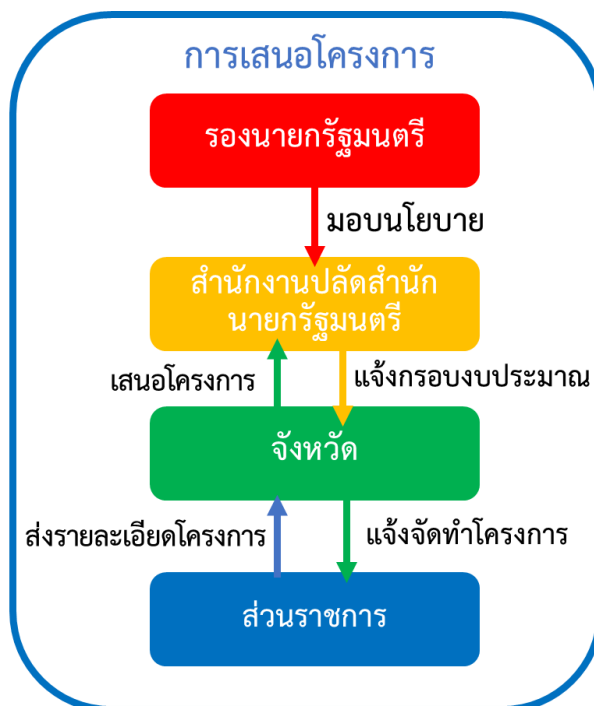 การเสนอโครงการ
รองนายกรัฐมนตรี
มอบนโยบาย
สำนักงานปลัดสำนัก
นายกรัฐมนตรี
เสนอโครงการ
แจ้งกรอบงบประมาณ
จังหวัด
ส่งรายละเอียดโครงการ
แจ้งจัดทำโครงการ
ส่วนราชการ